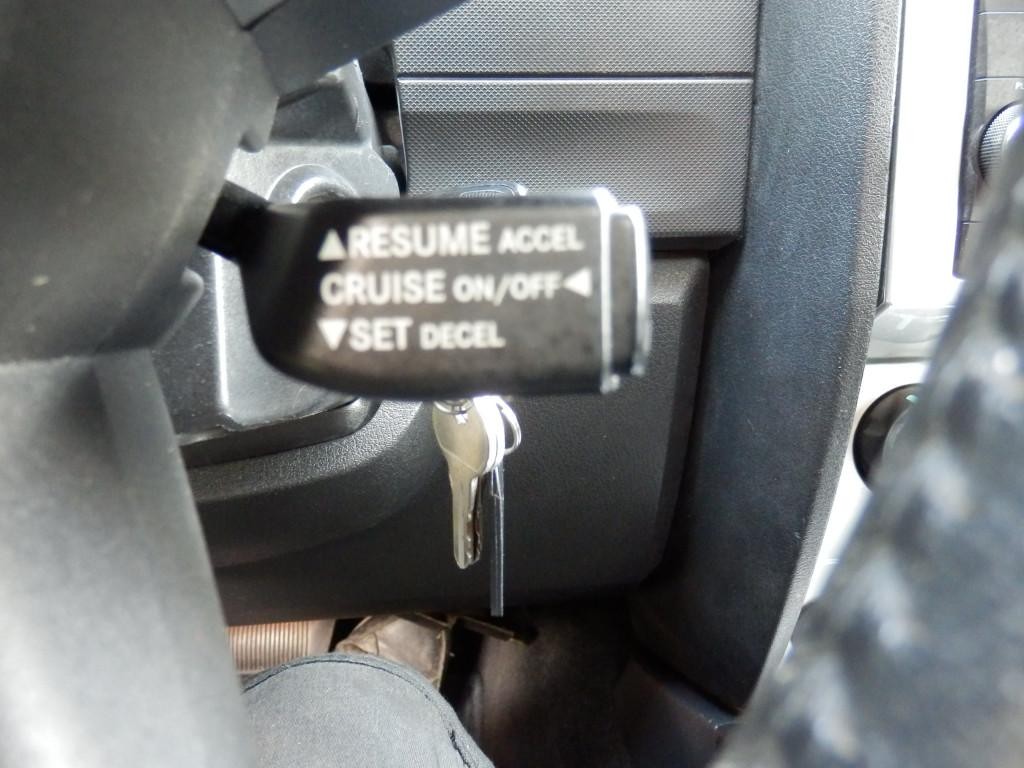 ▲RESUME ACCEL
CRUISE ON/OFF◄
▼SET DECEL